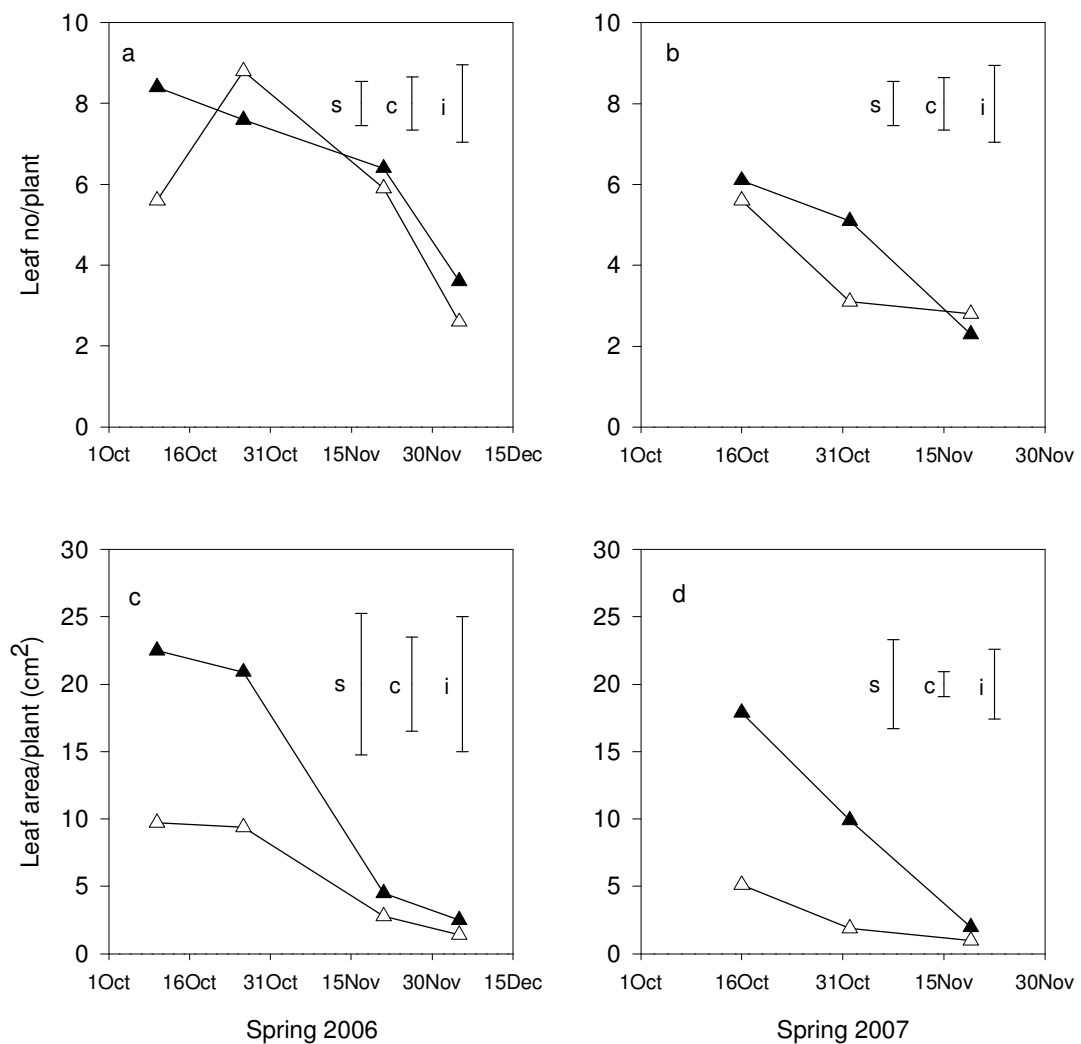 a
s c i
Leaf no/plant
10
8
6
4
2
0
1Oct 16Oct 31Oct 15Nov 30Nov 15Dec
b
s c i
10
8
6
4
2
0
1Oct 16Oct 31Oct 15Nov 30Nov
c
s c i
Leaf area/plant (cm²)
30
25
20
15
10
5
0
1Oct 16Oct 31Oct 15Nov 30Nov 15Dec
Spring 2006
d
s c i
30
25
20
15
10
5
0
1Oct 16Oct 31Oct 15Nov 30Nov
Spring 2007